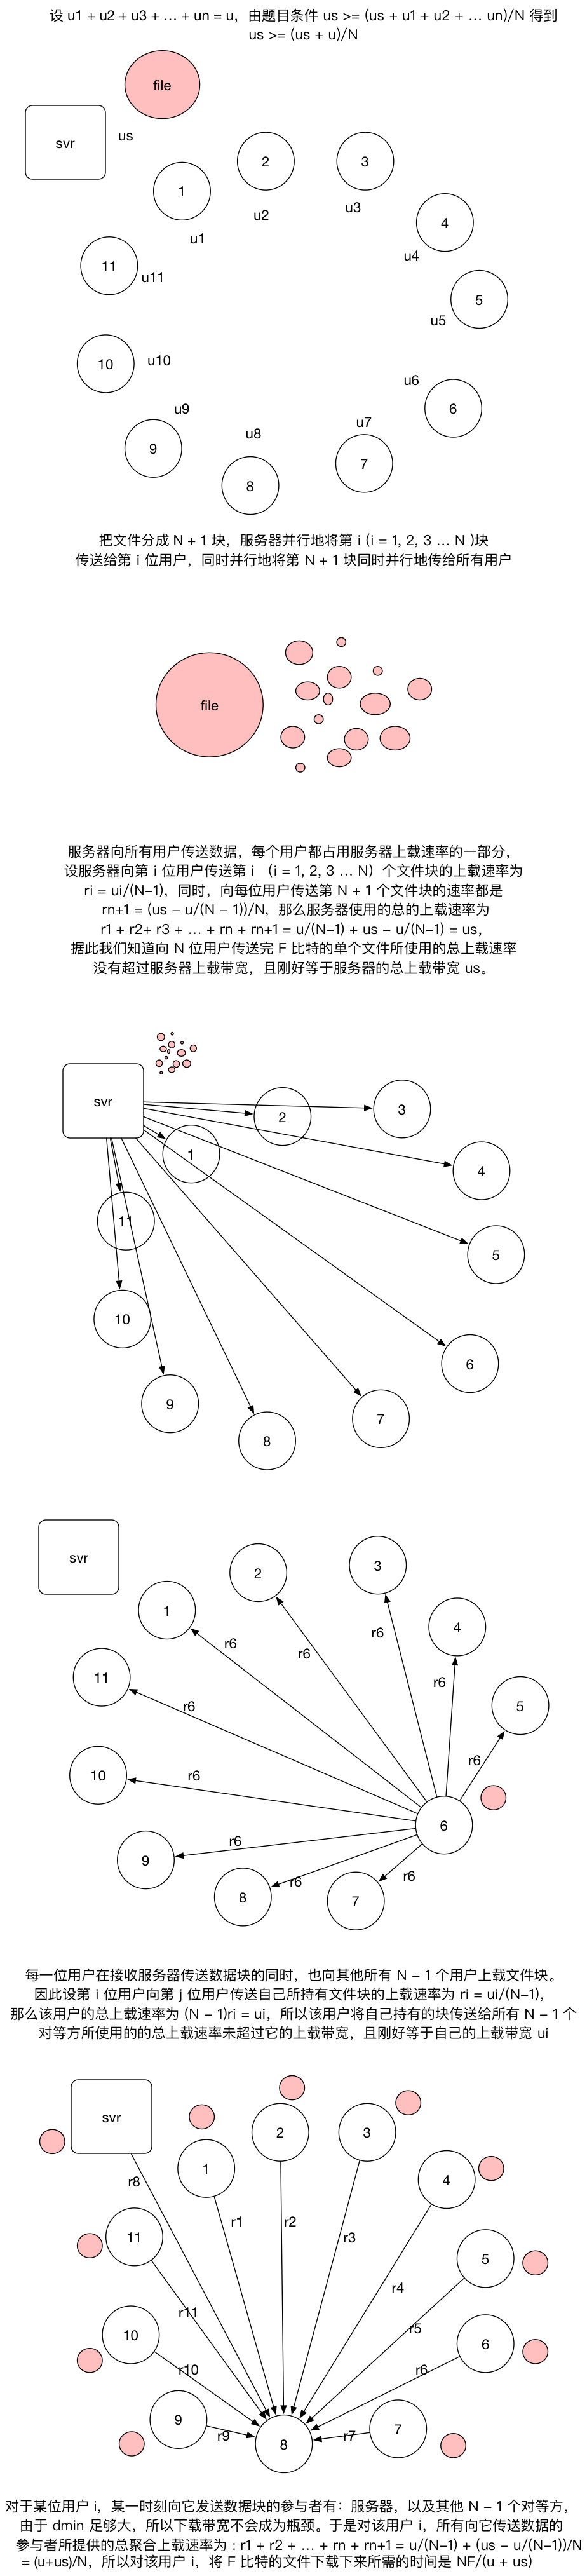 设 u1 + u2 + u3 + … + un = u，由题目条件 us >= (us + u1 + u2 + … un)/N 得到
us >= (us + u)/N
file
svr
us
2
3
1
u3
u2
4
u1
u4
11
u11
5
u5
10
u10
u6
u9
6
u7
u8
9
7
8
把文件分成 N + 1 块，服务器并行地将第 i (i = 1, 2, 3 … N )块
传送给第 i 位用户，同时并行地将第 N + 1 块同时并行地传给所有用户
file
服务器向所有用户传送数据，每个用户都占用服务器上载速率的一部分，
设服务器向第 i 位用户传送第 i （i = 1, 2, 3 … N）个文件块的上载速率为
ri = ui/(N−1)，同时，向每位用户传送第 N + 1 个文件块的速率都是
rn+1 = (us − u/(N − 1))/N，那么服务器使用的总的上载速率为
r1 + r2+ r3 + … + rn + rn+1 = u/(N−1) + us − u/(N−1) = us，
据此我们知道向 N 位用户传送完 F 比特的单个文件所使用的总上载速率
没有超过服务器上载带宽，且刚好等于服务器的总上载带宽 us。
svr
3
2
1
4
11
5
10
6
9
7
8
svr
3
2
1
4
r6
r6
r6
11
r6
5
r6
r6
10
r6
6
r6
9
r6
r6
8
7
每一位用户在接收服务器传送数据块的同时，也向其他所有 N − 1 个用户上载文件块。
因此设第 i 位用户向第 j 位用户传送自己所持有文件块的上载速率为 ri = ui/(N−1)，
那么该用户的总上载速率为 (N − 1)ri = ui，所以该用户将自己持有的块传送给所有 N − 1 个
对等方所使用的的总上载速率未超过它的上载带宽，且刚好等于自己的上载带宽 ui
svr
2
3
1
4
r8
r1
r2
11
r3
5
r4
r11
r5
10
6
r10
r6
9
7
r9
r7
8
对于某位用户 i，某一时刻向它发送数据块的参与者有：服务器，以及其他 N − 1 个对等方，
由于 dmin 足够大，所以下载带宽不会成为瓶颈。于是对该用户 i，所有向它传送数据的
参与者所提供的总聚合上载速率为 : r1 + r2 + … + rn + rn+1 = u/(N−1) + (us − u/(N−1))/N
= (u+us)/N，所以对该用户 i，将 F 比特的文件下载下来所需的时间是 NF/(u + us)